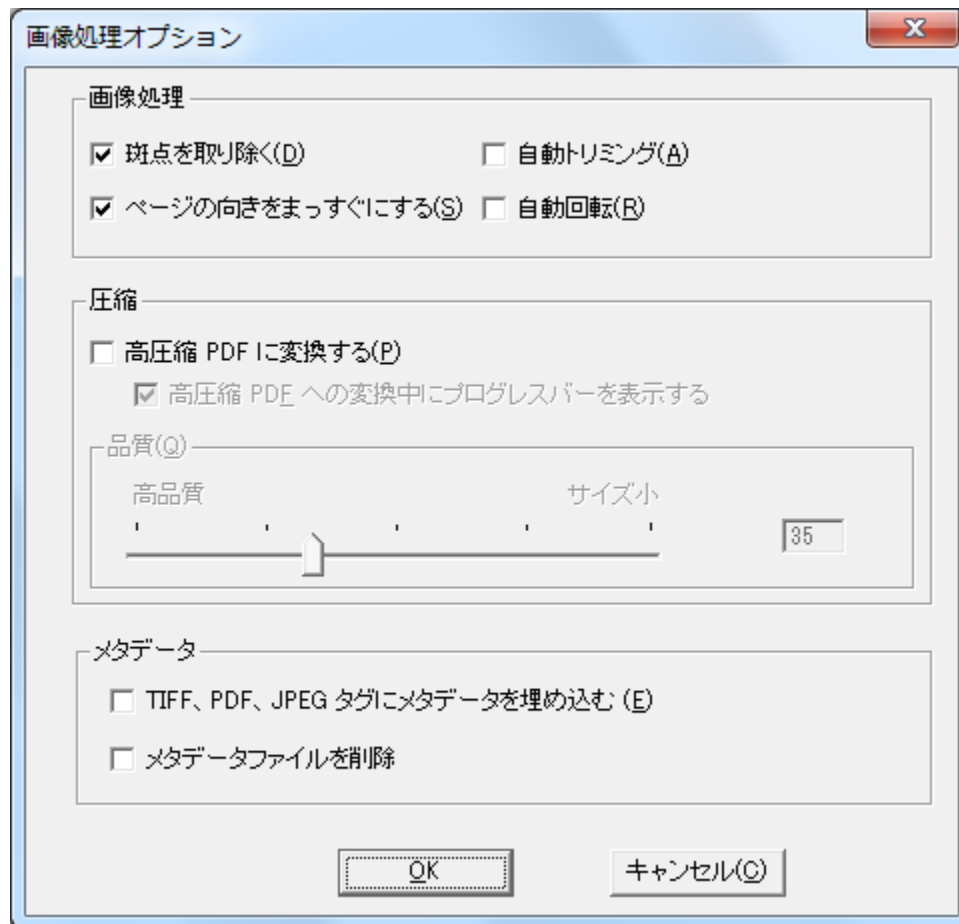 画像処理オプション
画像処理
斑点を取り除く(D) 自動トリミング(A)
ページの向きをまっすぐにする(S) 自動回転(R)
圧縮
高圧縮 PDF に変換する(P)
高圧縮 PDF への変換中にプログレスバーを表示する
品質(Q)
高品質 サイズ小
35
メタデータ
TIFF、PDF、JPEG タグにメタデータを埋め込む (E)
メタデータファイルを削除
OK キャンセル(C)